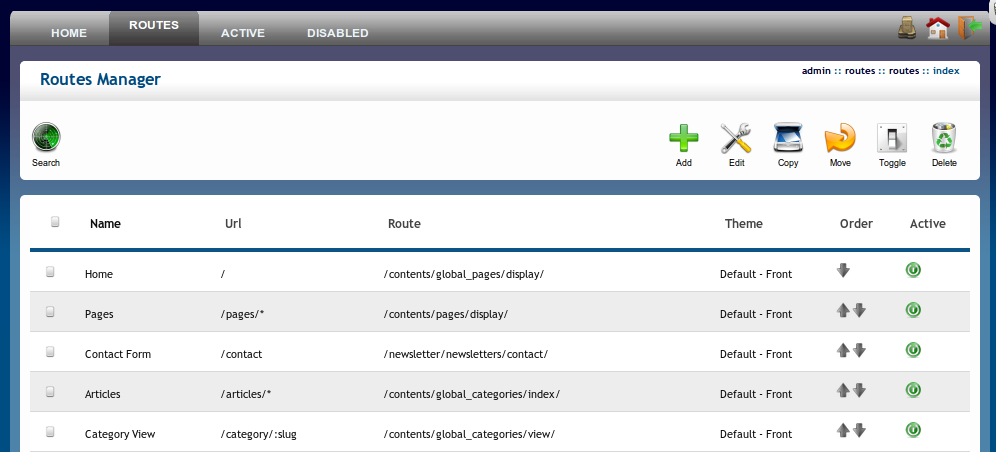 HOME ROUTES ACTIVE DISABLED
Routes Manager admin :: routes :: routes :: index
Search Add Edit Copy Move Toggle Delete
Name Url Route Theme Order Active
Home / /contents/global_pages/display/ Default - Front
Pages /pages/* /contents/pages/display/ Default - Front
Contact Form /contact /newsletter/newsletters/contact/ Default - Front
Articles /articles/* /contents/global_categories/index/ Default - Front
Category View /category/:slug /contents/global_categories/view/ Default - Front